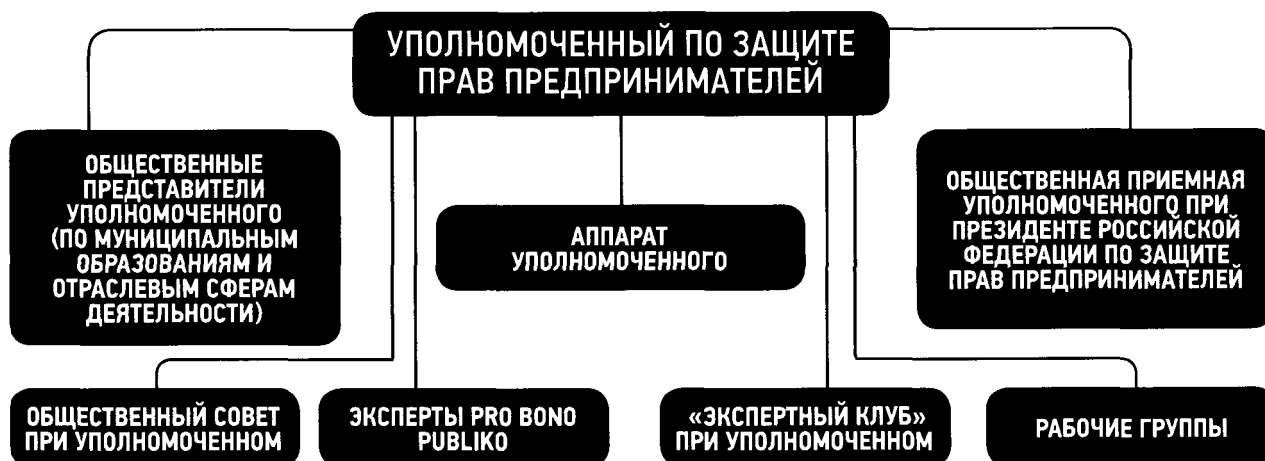 УПОЛНОМОЧЕННЫЙ ПО ЗАЩИТЕ
ПРАВ ПРЕДПРИНИМАТЕЛЕЙ
ОБЩЕСТВЕННЫЕ
ПРЕДСТАВИТЕЛИ
УПОЛНОМОЧЕННОГО
(ПО МУНИЦИПАЛЬНЫМ
ОБРАЗОВАНИЯМ И
ОТРАСЛЕВЫМ СФЕРАМ
ДЕЯТЕЛЬНОСТИ)
АППАРАТ
УПОЛНОМОЧЕННОГО
ОБЩЕСТВЕННАЯ ПРИЕМНАЯ
УПОЛНОМОЧЕННОГО ПРИ
ПРЕЗИДЕНТЕ РОССИЙСКОЙ
ФЕДЕРАЦИИ ПО ЗАЩИТЕ
ПРАВ ПРЕДПРИНИМАТЕЛЕЙ
ОБЩЕСТВЕННЫЙ СОВЕТ
ПРИ УПОЛНОМОЧЕННОМ
ЭКСПЕРТЫ PRO BONO
PUBLIKO
«ЭКСПЕРТНЫЙ КЛУБ»
ПРИ УПОЛНОМОЧЕННОМ
РАБОЧИЕ ГРУППЫ